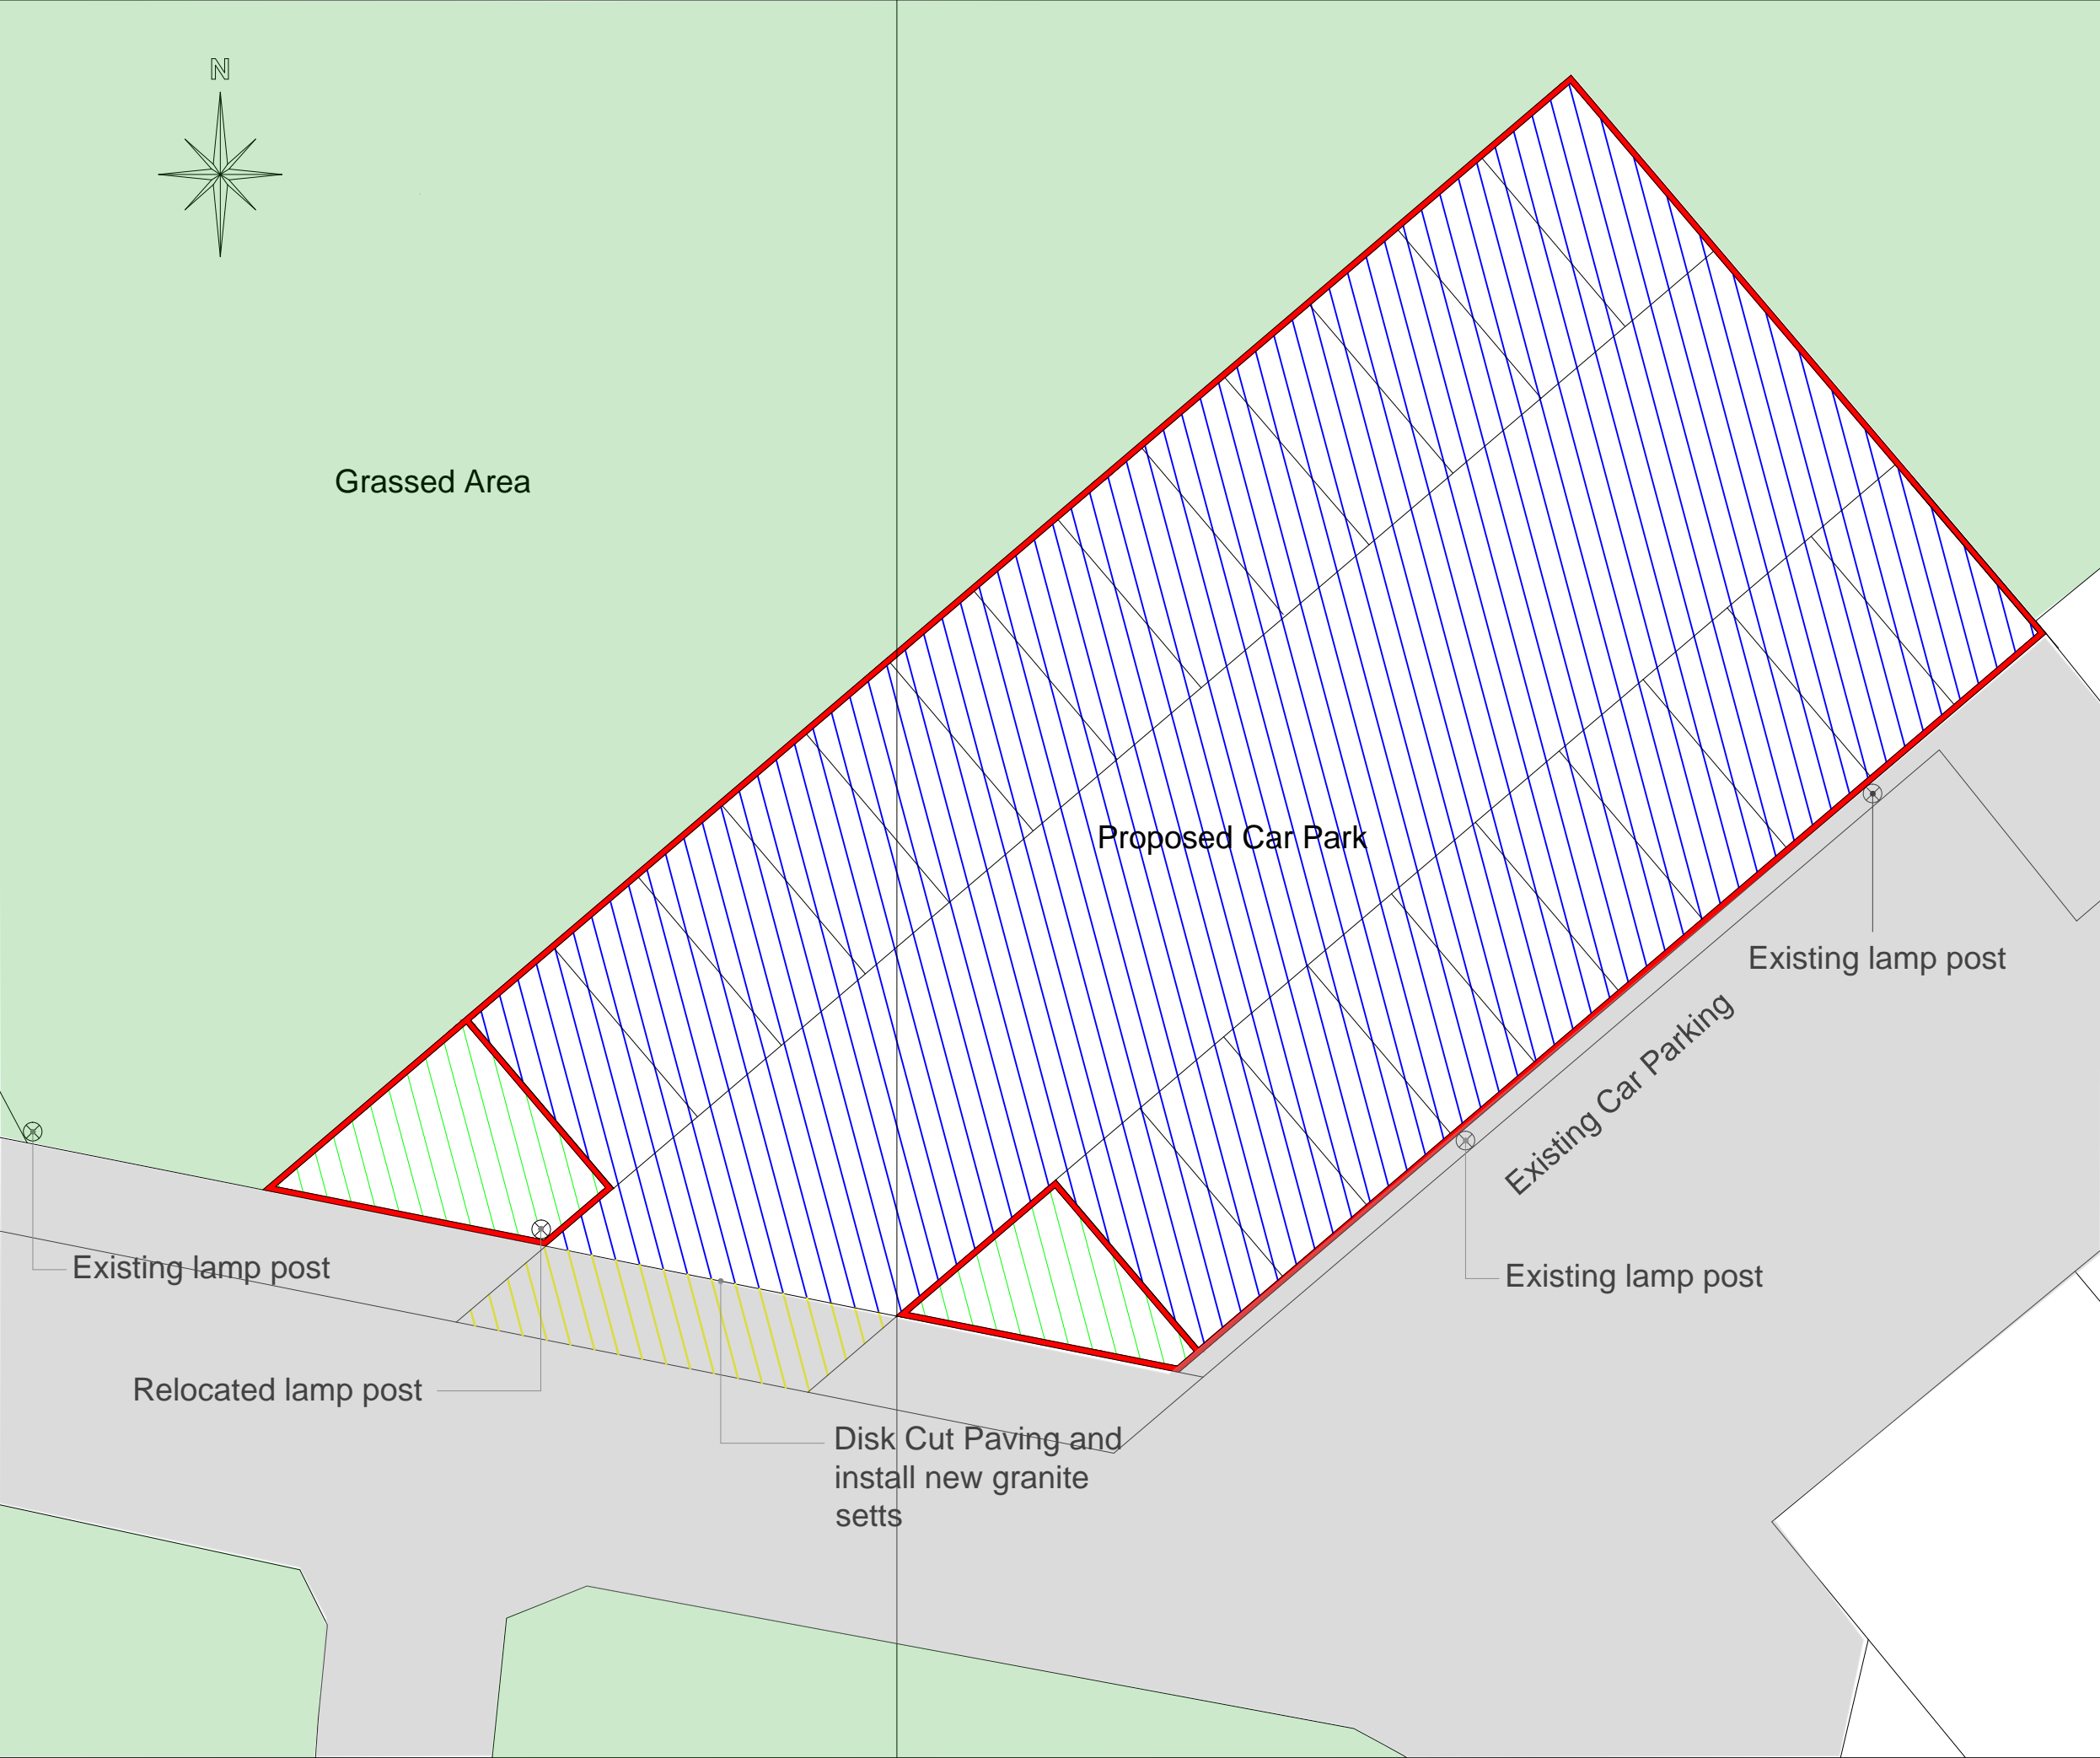 N
Grassed Area
Proposed Car Park
Existing lamp post
Existing Car Parking
Existing lamp post
Existing lamp post
Relocated lamp post
Disk Cut Paving and
install new granite
setts